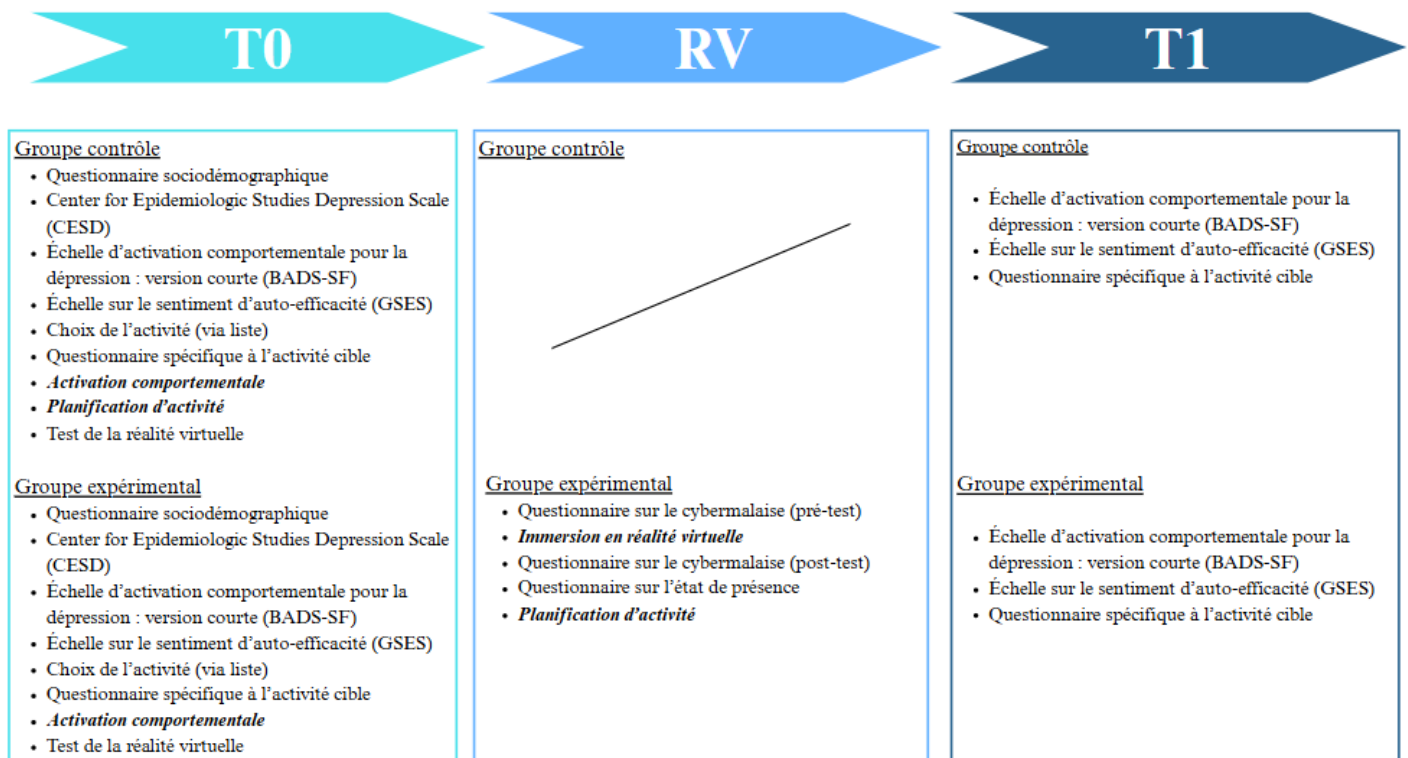 T0
RV
T1
Groupe contrôle
• Questionnaire sociodémographique
• Center for Epidemiologic Studies Depression Scale
(CESD)
• Échelle d'activation comportementale pour la
dépression : version courte (BADS-SF)
• Échelle sur le sentiment d'auto-efficacité (GSES)
• Choix de l'activité (via liste)
• Questionnaire spécifique à l'activité cible
• Activation comportementale
• Planification d'activité
• Test de la réalité virtuelle
Groupe expérimental
• Questionnaire sociodémographique
• Center for Epidemiologic Studies Depression Scale
(CESD)
• Échelle d'activation comportementale pour la
dépression : version courte (BADS-SF)
• Échelle sur le sentiment d'auto-efficacité (GSES)
• Choix de l'activité (via liste)
• Questionnaire spécifique à l'activité cible
• Activation comportementale
• Test de la réalité virtuelle
Groupe contrôle
Groupe expérimental
• Questionnaire sur le cybermalaise (pré-test)
• Immersion en réalité virtuelle
• Questionnaire sur le cybermalaise (post-test)
• Questionnaire sur l'état de présence
• Planification d'activité
Groupe contrôle
• Échelle d'activation comportementale pour la
dépression : version courte (BADS-SF)
• Échelle sur le sentiment d'auto-efficacité (GSES)
• Questionnaire spécifique à l'activité cible
Groupe expérimental
• Échelle d'activation comportementale pour la
dépression : version courte (BADS-SF)
• Échelle sur le sentiment d'auto-efficacité (GSES)
• Questionnaire spécifique à l'activité cible